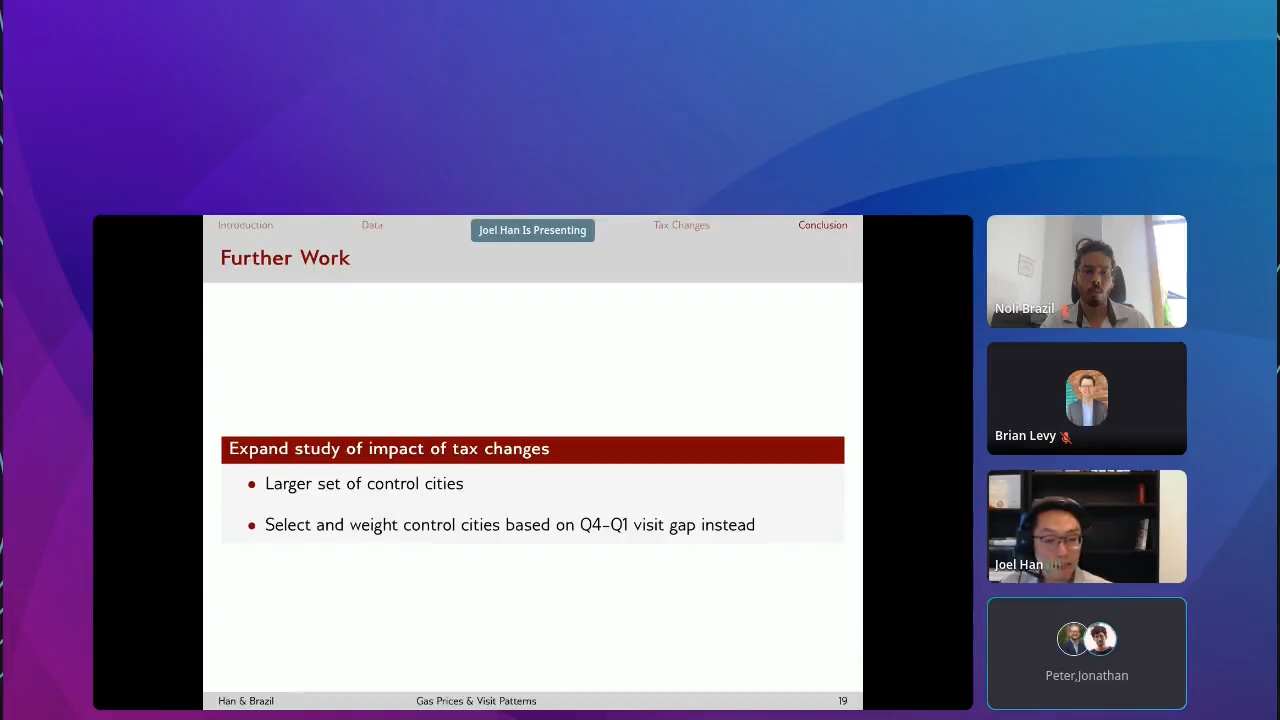 Introduction Data Tax Changes Conclusion
Joel Han Is Presenting
Further Work
Expand study of impact of tax changes
Larger set of control cities
Select and weight control cities based on Q4–Q1 visit gap instead
Han & Brazil Gas Prices & Visit Patterns 19
Noli Brazil
Brian Levy
Joel Han
Peter,Jonathan